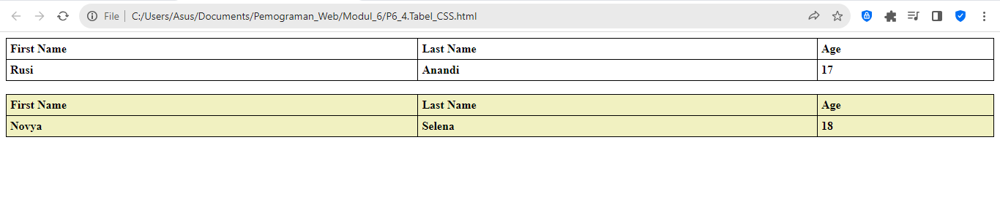 File | C:/Users/Asus/Documents/Pemograman_Web/Modul_6/P6_4.Tabel_CSS.html
First Name Last Name Age
Rusi Anandi 17
First Name Last Name Age
Novya Selena 18